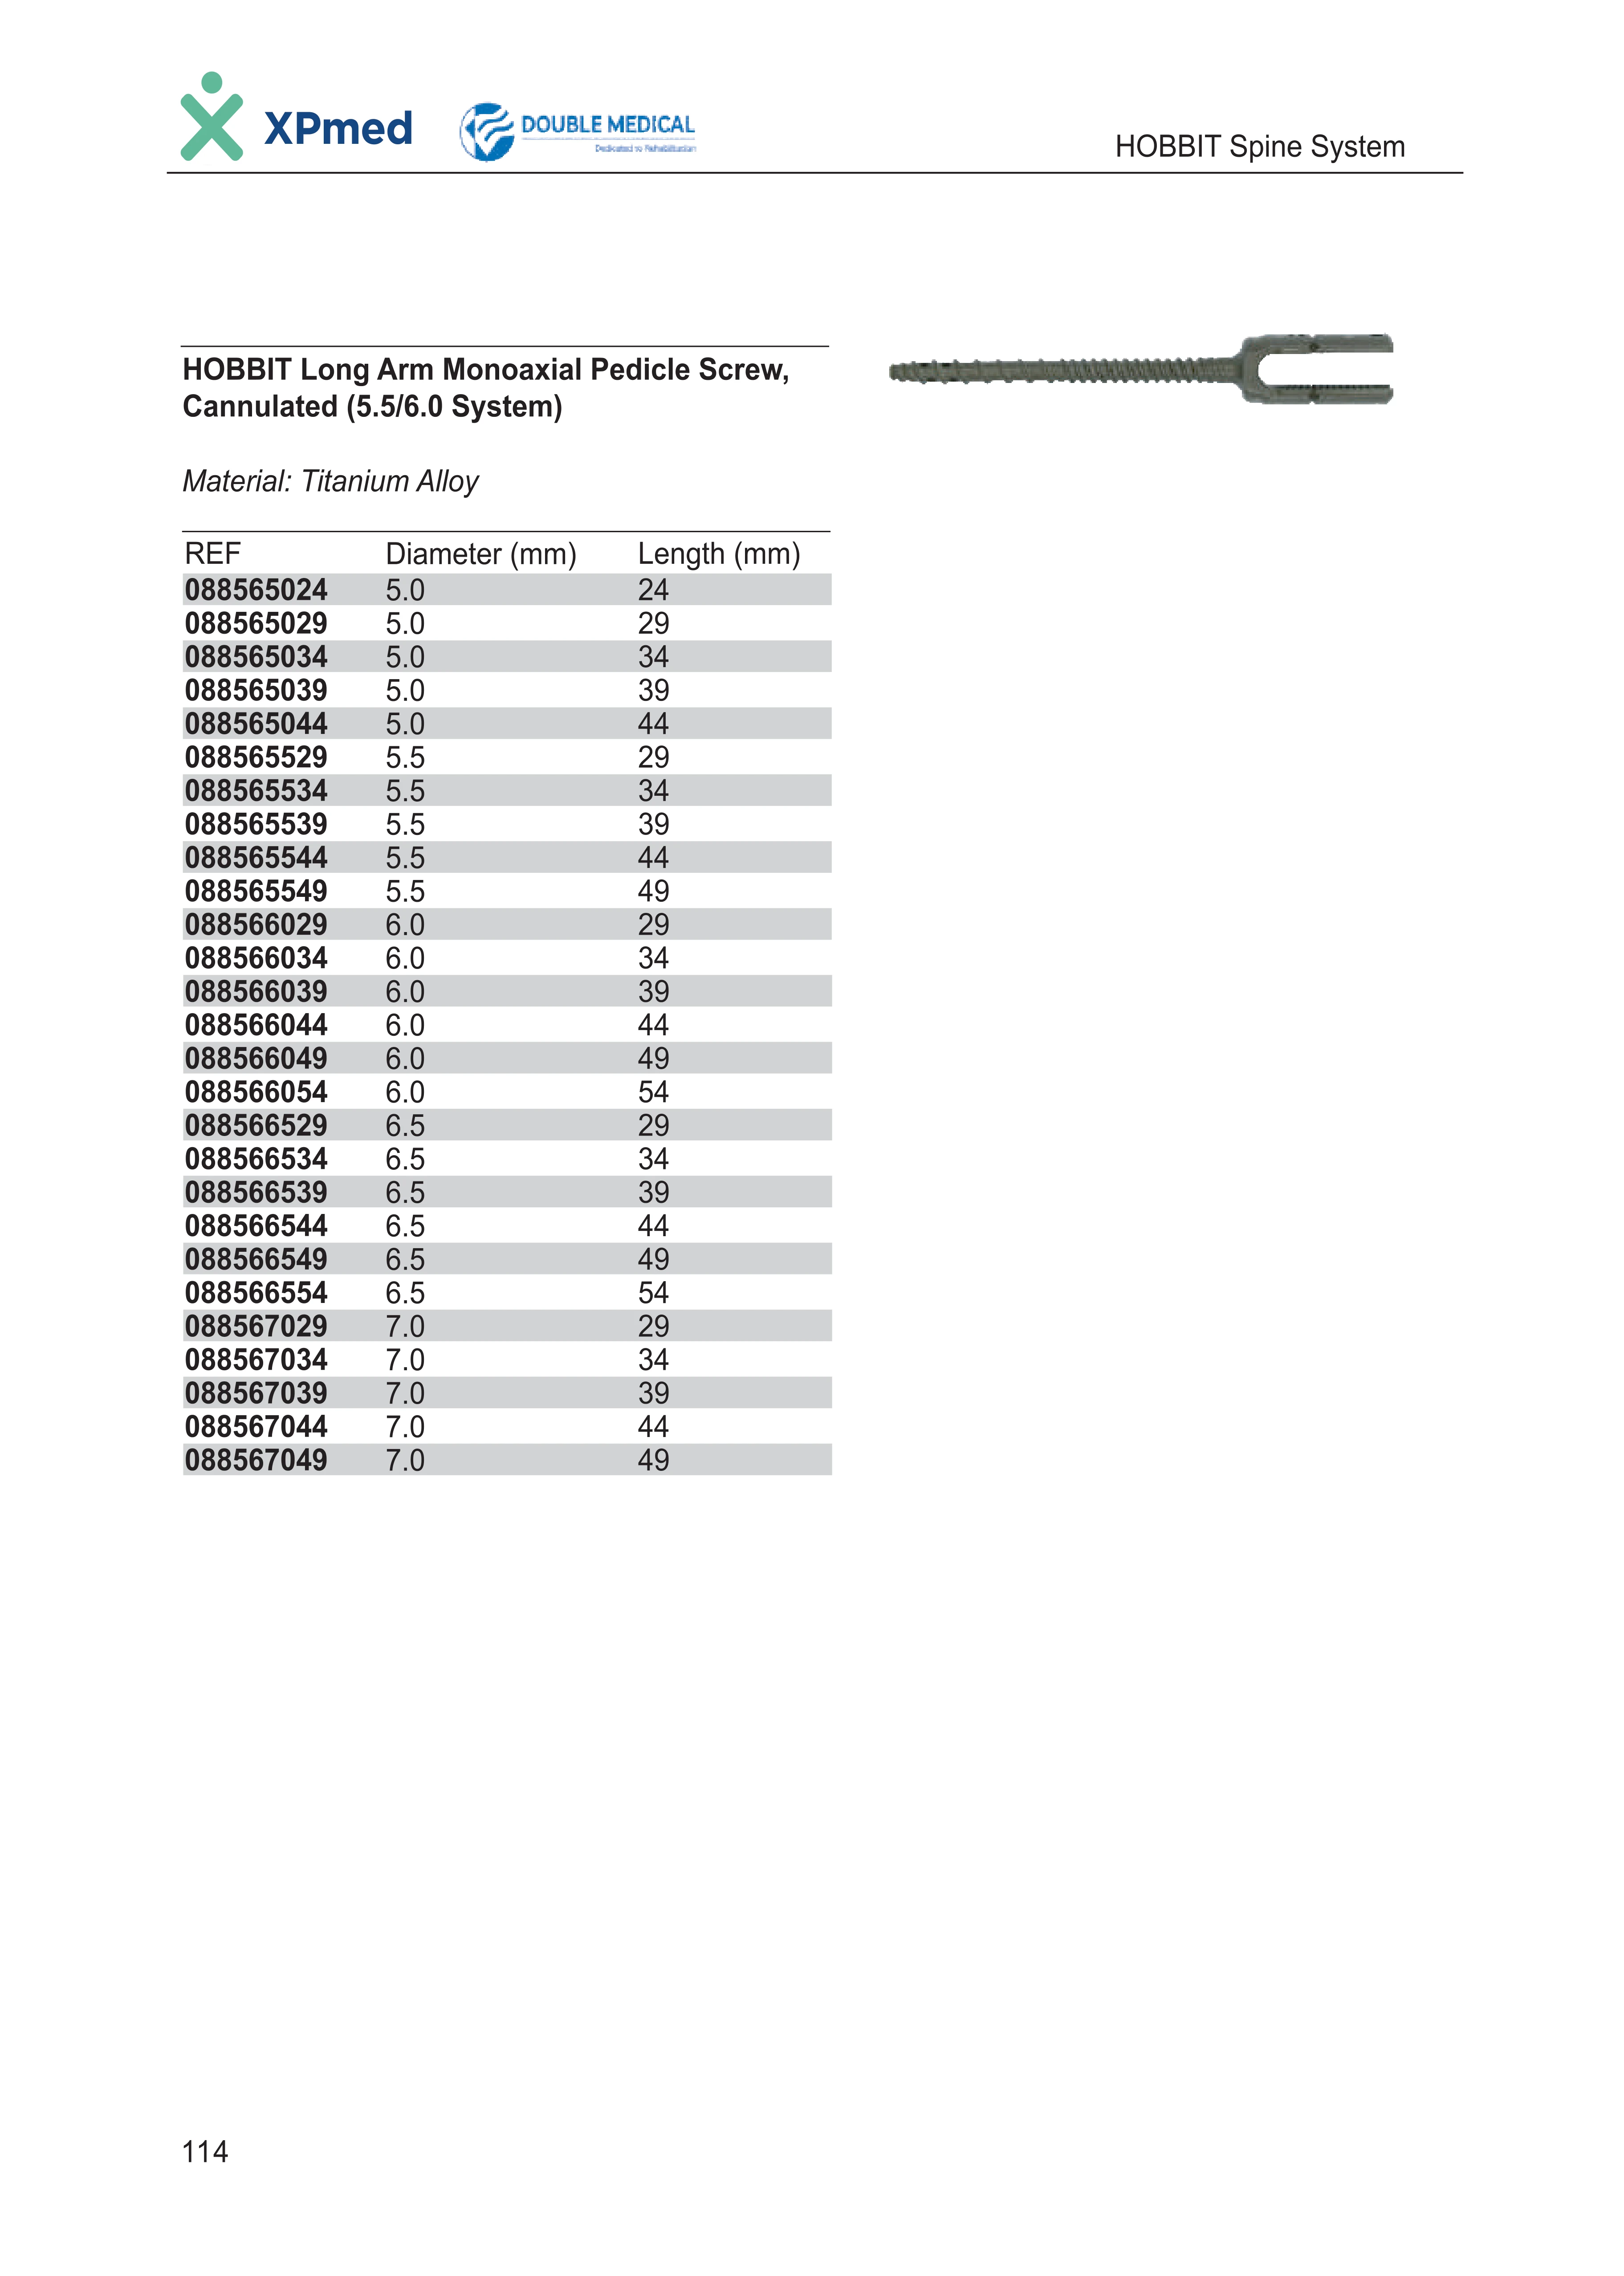 XPmed
DOUBLE MEDICAL
Dedicated to Rehabilitation
HOBBIT Spine System
HOBBIT Long Arm Monoaxial Pedicle Screw,
Cannulated (5.5/6.0 System)
Material: Titanium Alloy
REF Diameter (mm) Length (mm)
088565024 5.0 24
088565029 5.0 29
088565034 5.0 34
088565039 5.0 39
088565044 5.0 44
088565529 5.5 29
088565534 5.5 34
088565539 5.5 39
088565544 5.5 44
088565549 5.5 49
088566029 6.0 29
088566034 6.0 34
088566039 6.0 39
088566044 6.0 44
088566049 6.0 49
088566054 6.0 54
088566529 6.5 29
088566534 6.5 34
088566539 6.5 39
088566544 6.5 44
088566549 6.5 49
088566554 6.5 54
088567029 7.0 29
088567034 7.0 34
088567039 7.0 39
088567044 7.0 44
088567049 7.0 49
114